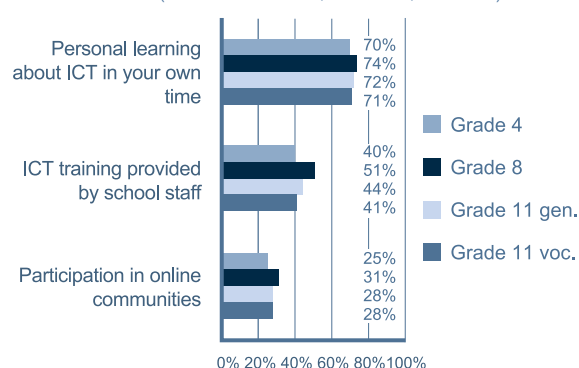 Personal learning
about ICT in your own
time
70%
74%
72%
71%
ICT training provided
by school staff
40%
51%
44%
41%
Participation in online
communities
25%
31%
28%
28%
0% 20% 40% 60% 80% 100%
Grade 4
Grade 8
Grade 11 gen.
Grade 11 voc.